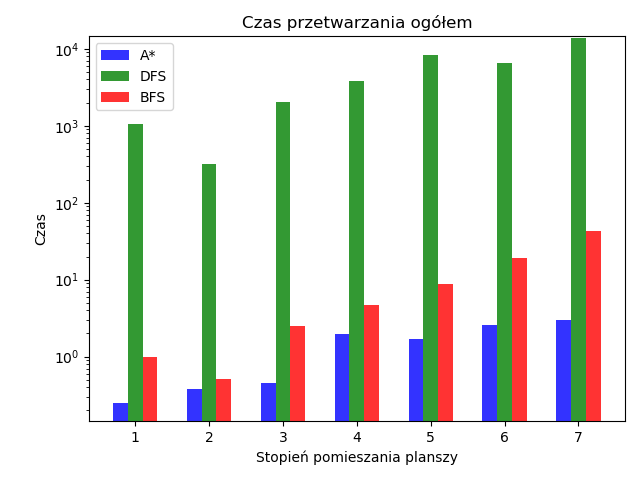 Czas przetwarzania ogółem
A*
DFS
BFS
10^4
10^3
10^2
10^1
10^0
Czas
1 2 3 4 5 6 7
Stopień pomieszania planszy